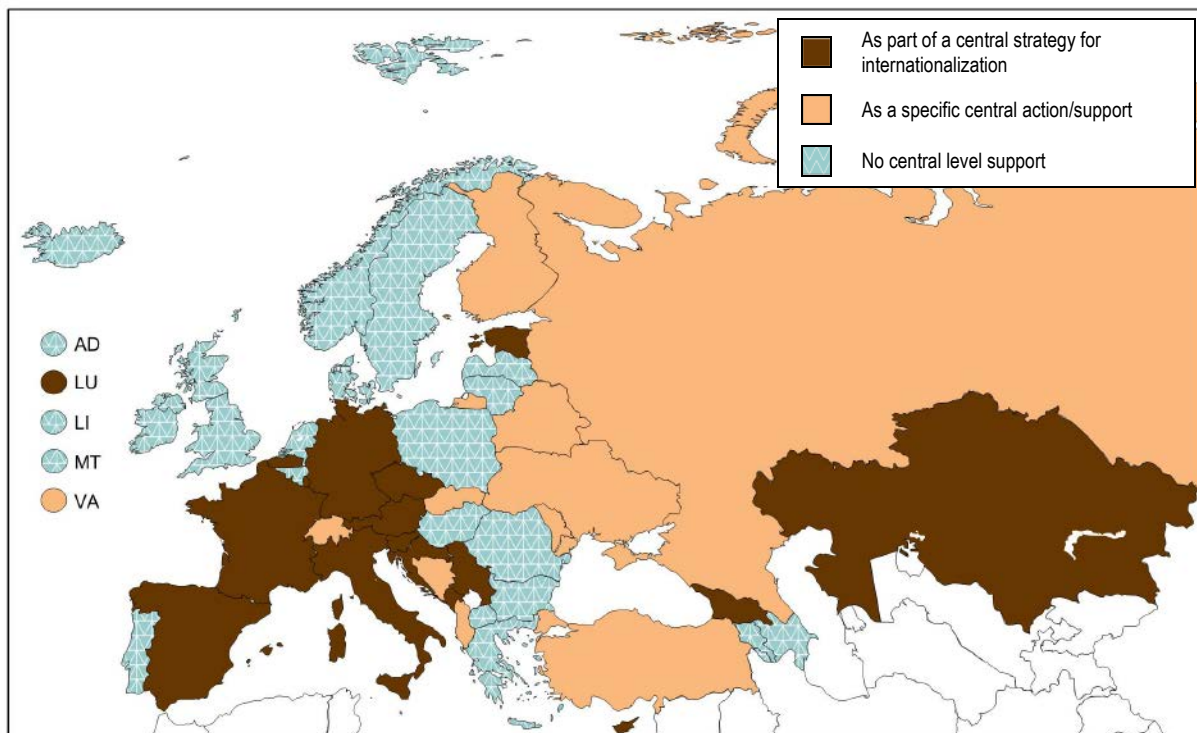 As part of a central strategy for
internationalization
As a specific central action/support
No central level support
AD
LU
LI
MT
VA